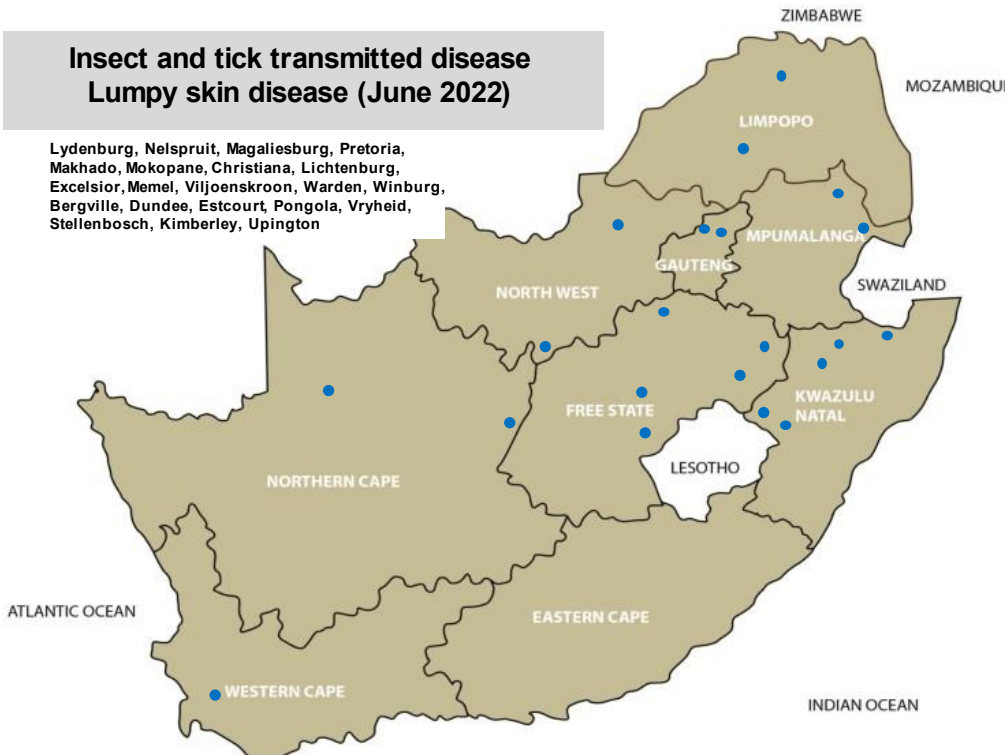 Insect and tick transmitted disease
Lumpy skin disease (June 2022)
Lydenburg, Nelspruit, Magaliesburg, Pretoria,
Makhado, Mokopane, Christiana, Lichtenburg,
Excelsior, Memel, Viljoenskroon, Warden, Winburg,
Bergville, Dundee, Estcourt, Pongola, Vryheid,
Stellenbosch, Kimberley, Upington
ZIMBABWE
MOZAMBIQUE
LIMPOPO
MPUMALANGA
GAUTENG
SWAZILAND
NORTH WEST
KWAZULU
NATAL
FREE STATE
LESOTHO
NORTHERN CAPE
ATLANTIC OCEAN
EASTERN CAPE
WESTERN CAPE
INDIAN OCEAN